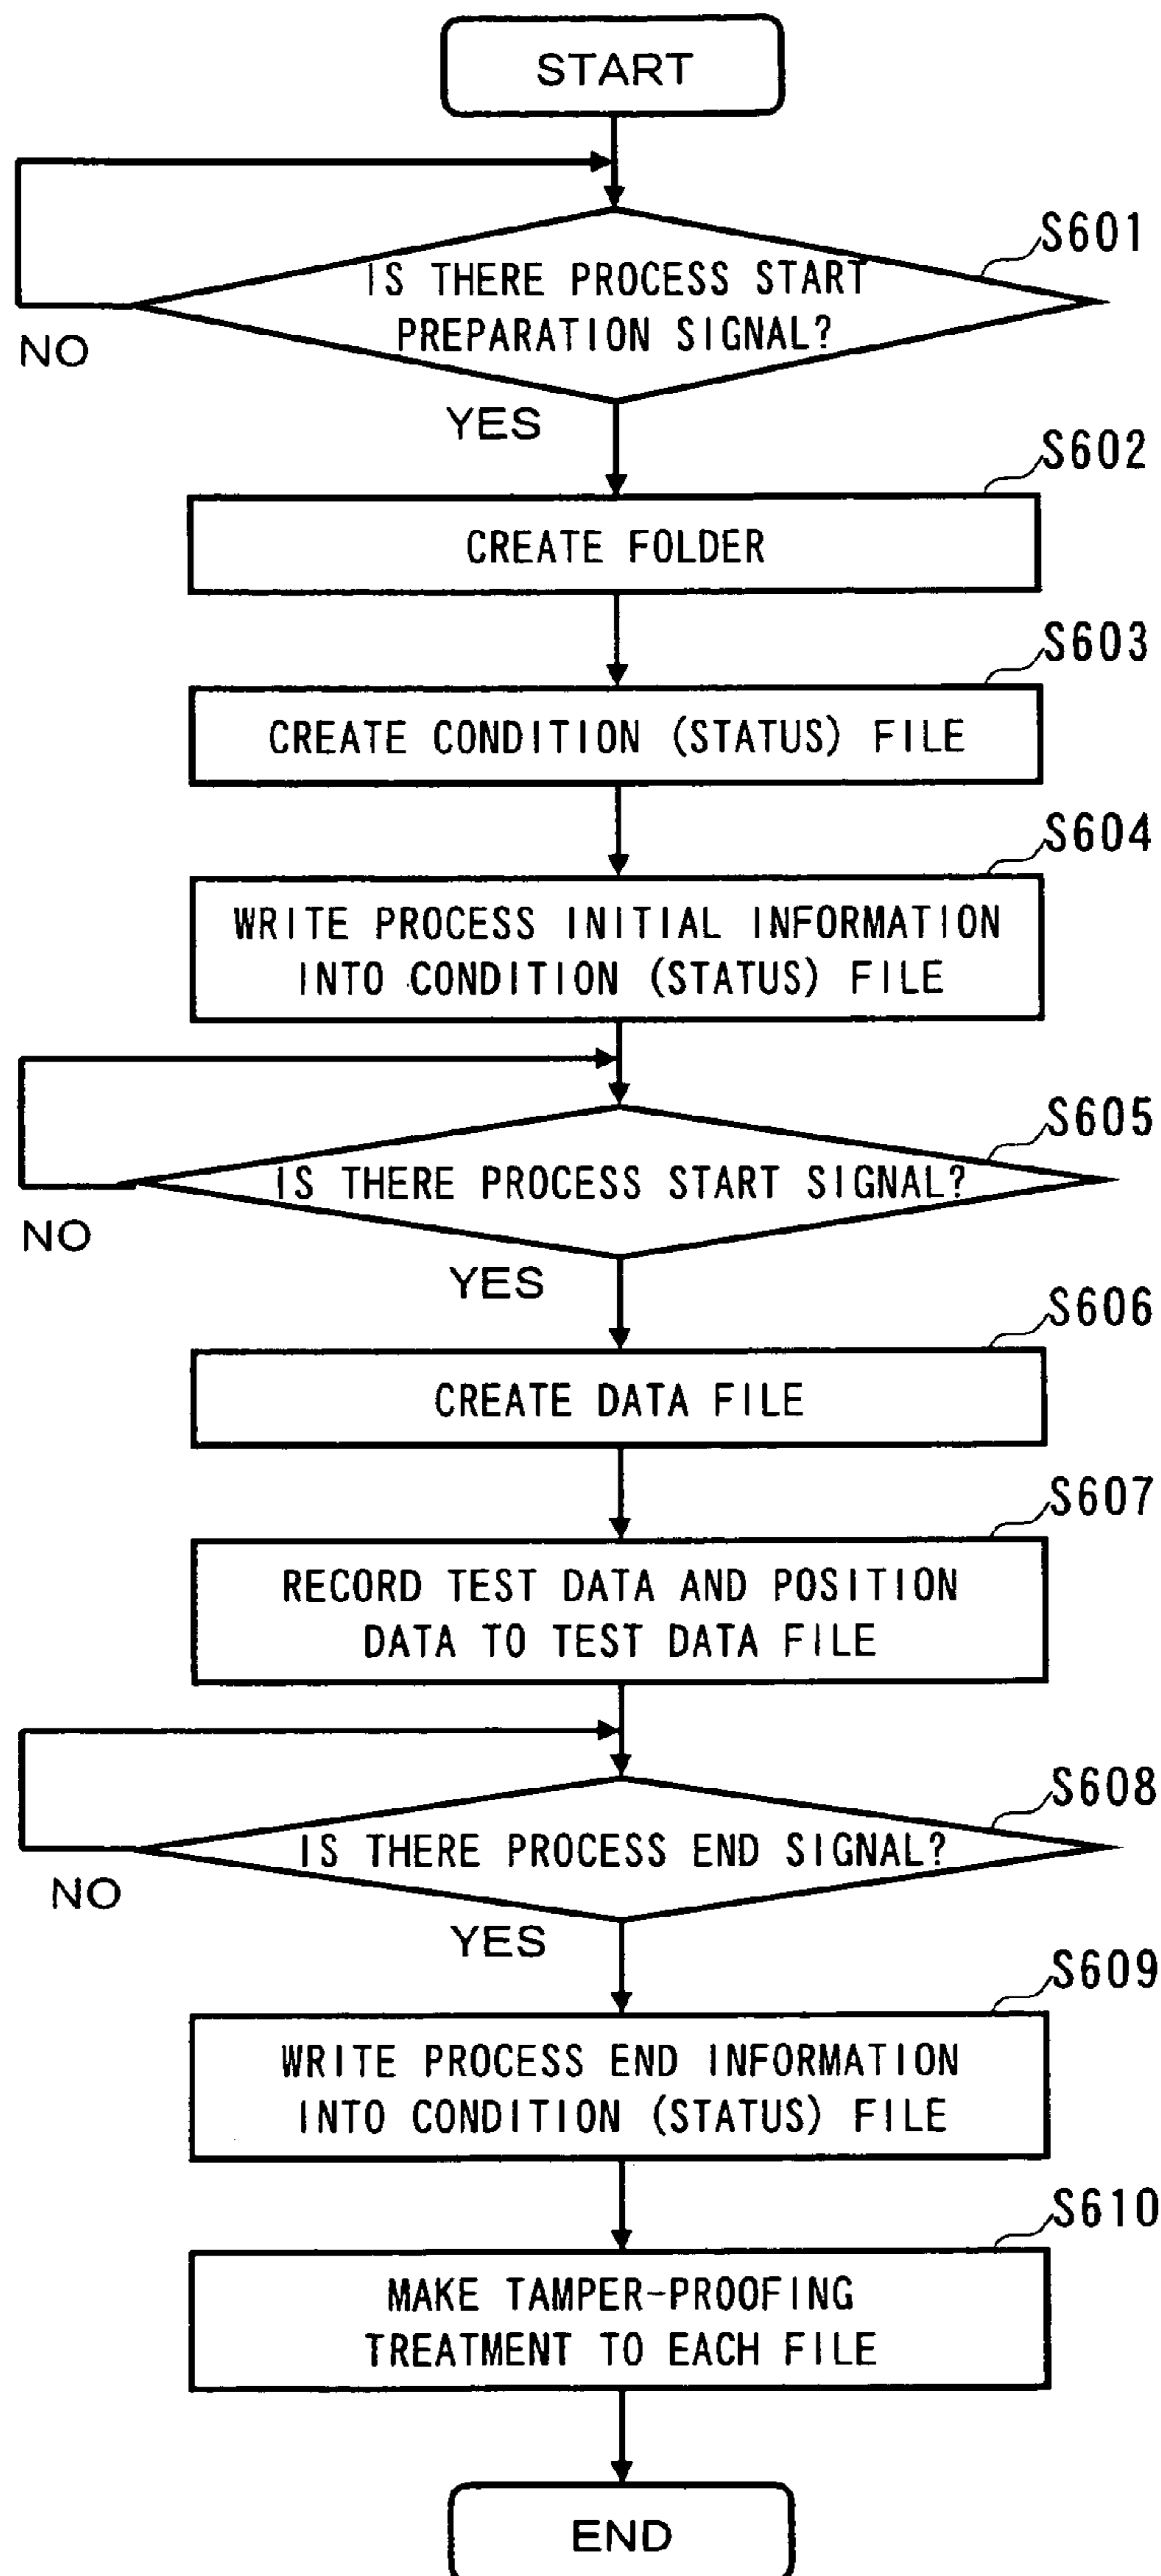 START
S601
IS THERE PROCESS START
PREPARATION SIGNAL?
NO
YES
S602
CREATE FOLDER
S603
CREATE CONDITION (STATUS) FILE
S604
WRITE PROCESS INITIAL INFORMATION
INTO CONDITION (STATUS) FILE
S605
IS THERE PROCESS START SIGNAL?
NO
YES
S606
CREATE DATA FILE
S607
RECORD TEST DATA AND POSITION
DATA TO TEST DATA FILE
S608
IS THERE PROCESS END SIGNAL?
NO
YES
S609
WRITE PROCESS END INFORMATION
INTO CONDITION (STATUS) FILE
S610
MAKE TAMPER-PROOFING
TREATMENT TO EACH FILE
END